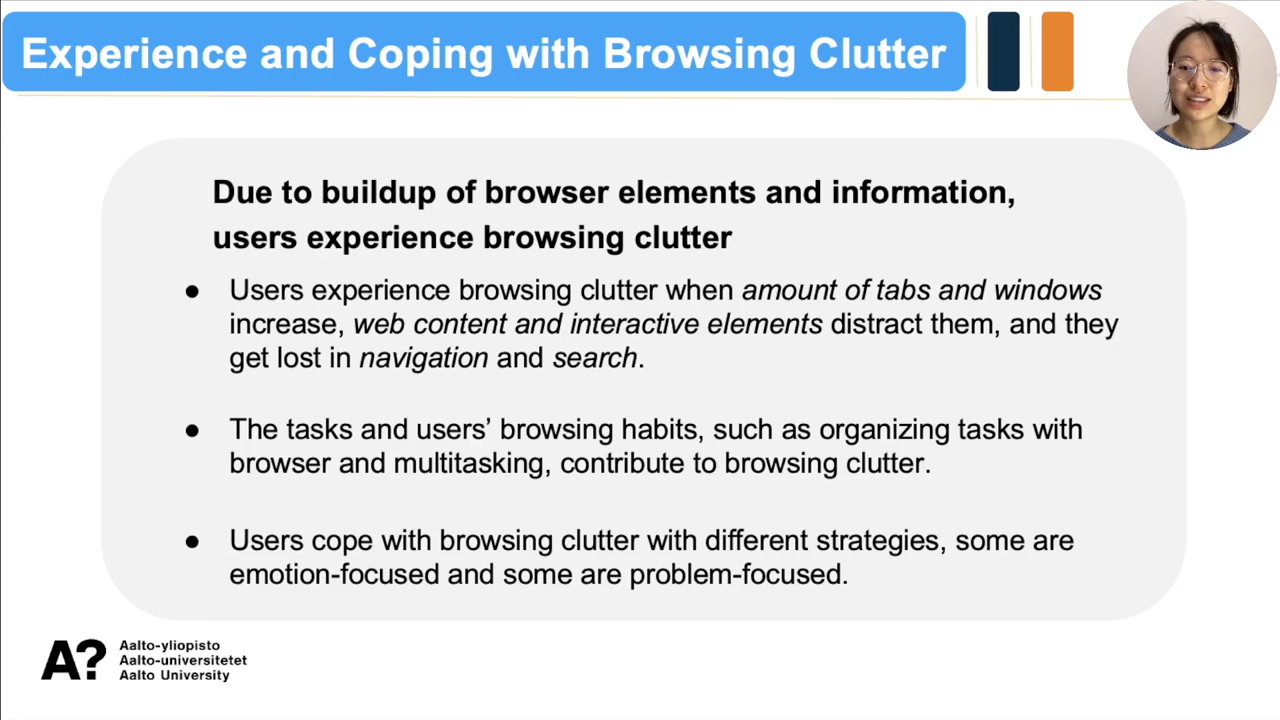 Experience and Coping with Browsing Clutter
Due to buildup of browser elements and information,
users experience browsing clutter
● Users experience browsing clutter when amount of tabs and windows
increase, web content and interactive elements distract them, and they
get lost in navigation and search.
● The tasks and users’ browsing habits, such as organizing tasks with
browser and multitasking, contribute to browsing clutter.
● Users cope with browsing clutter with different strategies, some are
emotion-focused and some are problem-focused.
A?
Aalto-yliopisto
Aalto-universitetet
Aalto University